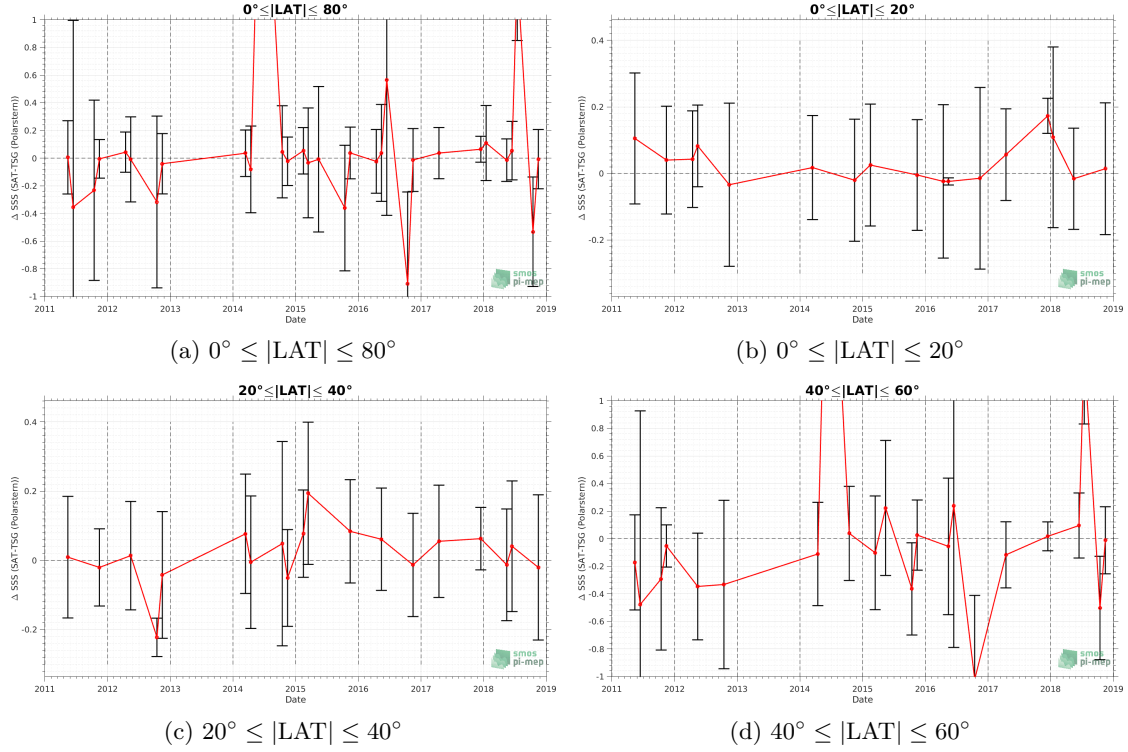 0°≤|LAT|≤ 80°
Δ SSS (SAT-TSG (Polarstern))
1
0.8
0.6
0.4
0.2
0
-0.2
-0.4
-0.6
-0.8
-1
2011 2012 2013 2014 2015 2016 2017 2018 2019
Date
smos
pi-mep
(a) 0° ≤ |LAT| ≤ 80°
0°≤|LAT|≤ 20°
Δ SSS (SAT-TSG (Polarstern))
0.4
0.2
0
-0.2
2011 2012 2013 2014 2015 2016 2017 2018 2019
Date
smos
pi-mep
(b) 0° ≤ |LAT| ≤ 20°
20°≤|LAT|≤ 40°
Δ SSS (SAT-TSG (Polarstern))
0.4
0.2
0
-0.2
2011 2012 2013 2014 2015 2016 2017 2018 2019
Date
smos
pi-mep
(c) 20° ≤ |LAT| ≤ 40°
40°≤|LAT|≤ 60°
Δ SSS (SAT-TSG (Polarstern))
1
0.8
0.6
0.4
0.2
0
-0.2
-0.4
-0.6
-0.8
-1
2011 2012 2013 2014 2015 2016 2017 2018 2019
Date
smos
pi-mep
(d) 40° ≤ |LAT| ≤ 60°